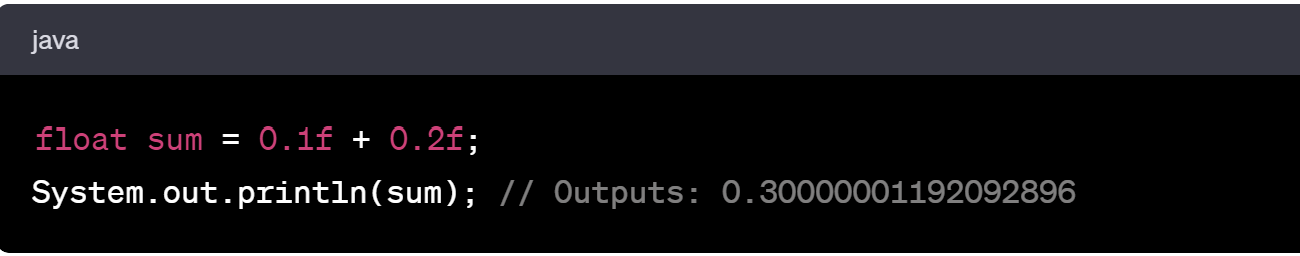 java
float sum = 0.1f + 0.2f;
System.out.println(sum); // Outputs: 0.30000001192092896